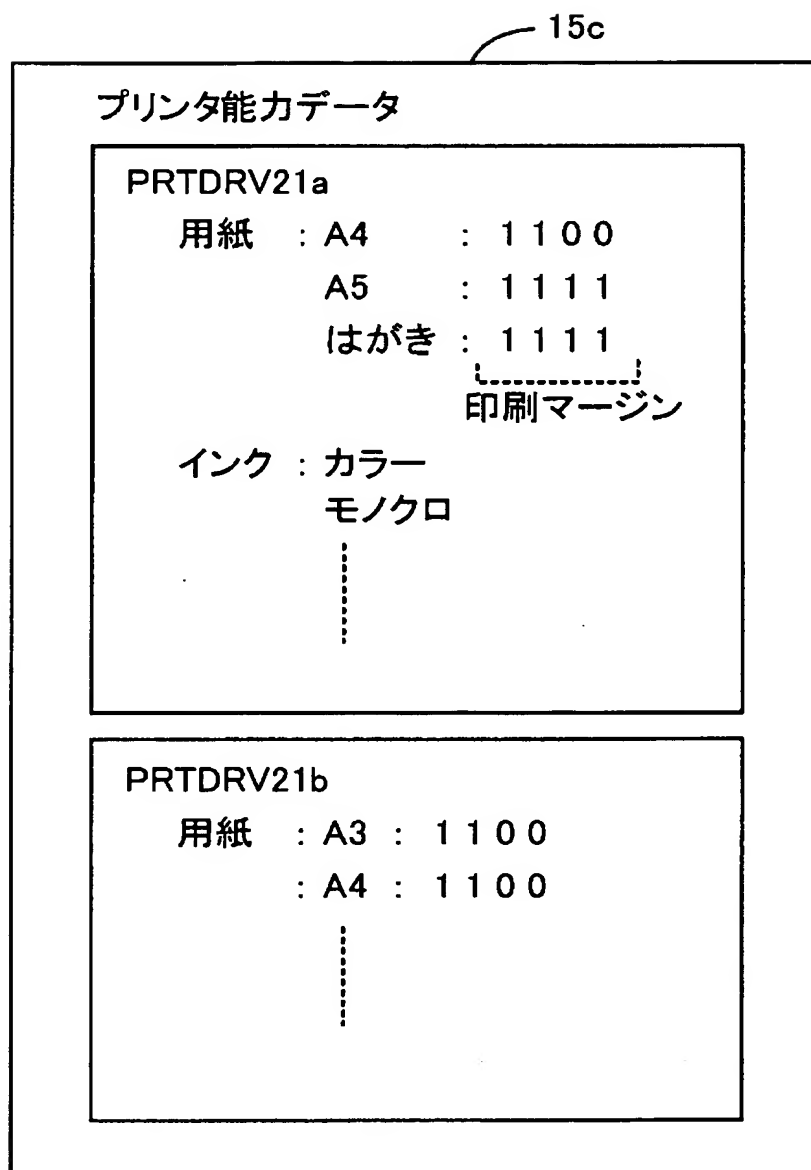 15c
プリンタ能力データ
PRTDRV21a
用紙 : A4 : 1100
A5 : 1111
はがき : 1111
印刷マージン
インク : カラー
モノクロ
PRTDRV21b
用紙 : A3 : 1100
: A4 : 1100